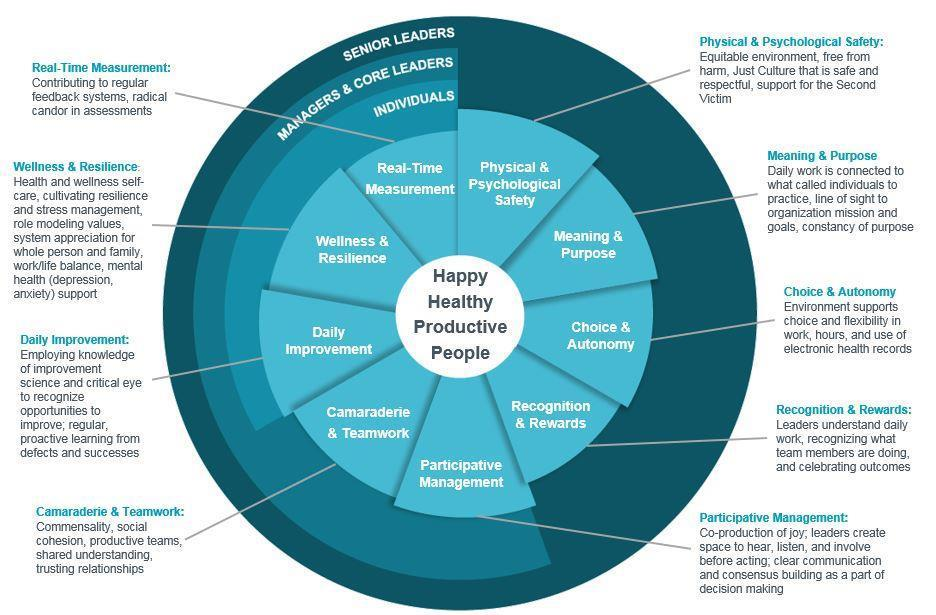 SENIOR LEADERS
MANAGERS & CORE LEADERS
INDIVIDUALS
Happy
Healthy
Productive
People
Physical &
Psychological
Safety
Meaning &
Purpose
Choice &
Autonomy
Recognition
& Rewards
Participative
Management
Camaraderie
& Teamwork
Daily
Improvement
Wellness &
Resilience
Real-Time
Measurement
Physical & Psychological Safety:
Equitable environment, free from
harm, Just Culture that is safe and
respectful, support for the Second
Victim
Meaning & Purpose
Daily work is connected to
what called individuals to
practice, line of sight to
organization mission and
goals, constancy of purpose
Choice & Autonomy
Environment supports
choice and flexibility in
work, hours, and use of
electronic health records
Recognition & Rewards:
Leaders understand daily
work, recognizing what
team members are doing,
and celebrating outcomes
Participative Management:
Co-production of joy; leaders create
space to hear, listen, and involve
before acting; clear communication
and consensus building as a part of
decision making
Camaraderie & Teamwork:
Commensality, social
cohesion, productive teams,
shared understanding,
trusting relationships
Daily Improvement:
Employing knowledge
of improvement
science and critical eye
to recognize
opportunities to
improve; regular,
proactive learning from
defects and successes
Wellness & Resilience:
Health and wellness self-
care, cultivating resilience
and stress management,
role modeling values,
system appreciation for
whole person and family,
work/life balance, mental
health (depression,
anxiety) support
Real-Time Measurement:
Contributing to regular
feedback systems, radical
candor in assessments